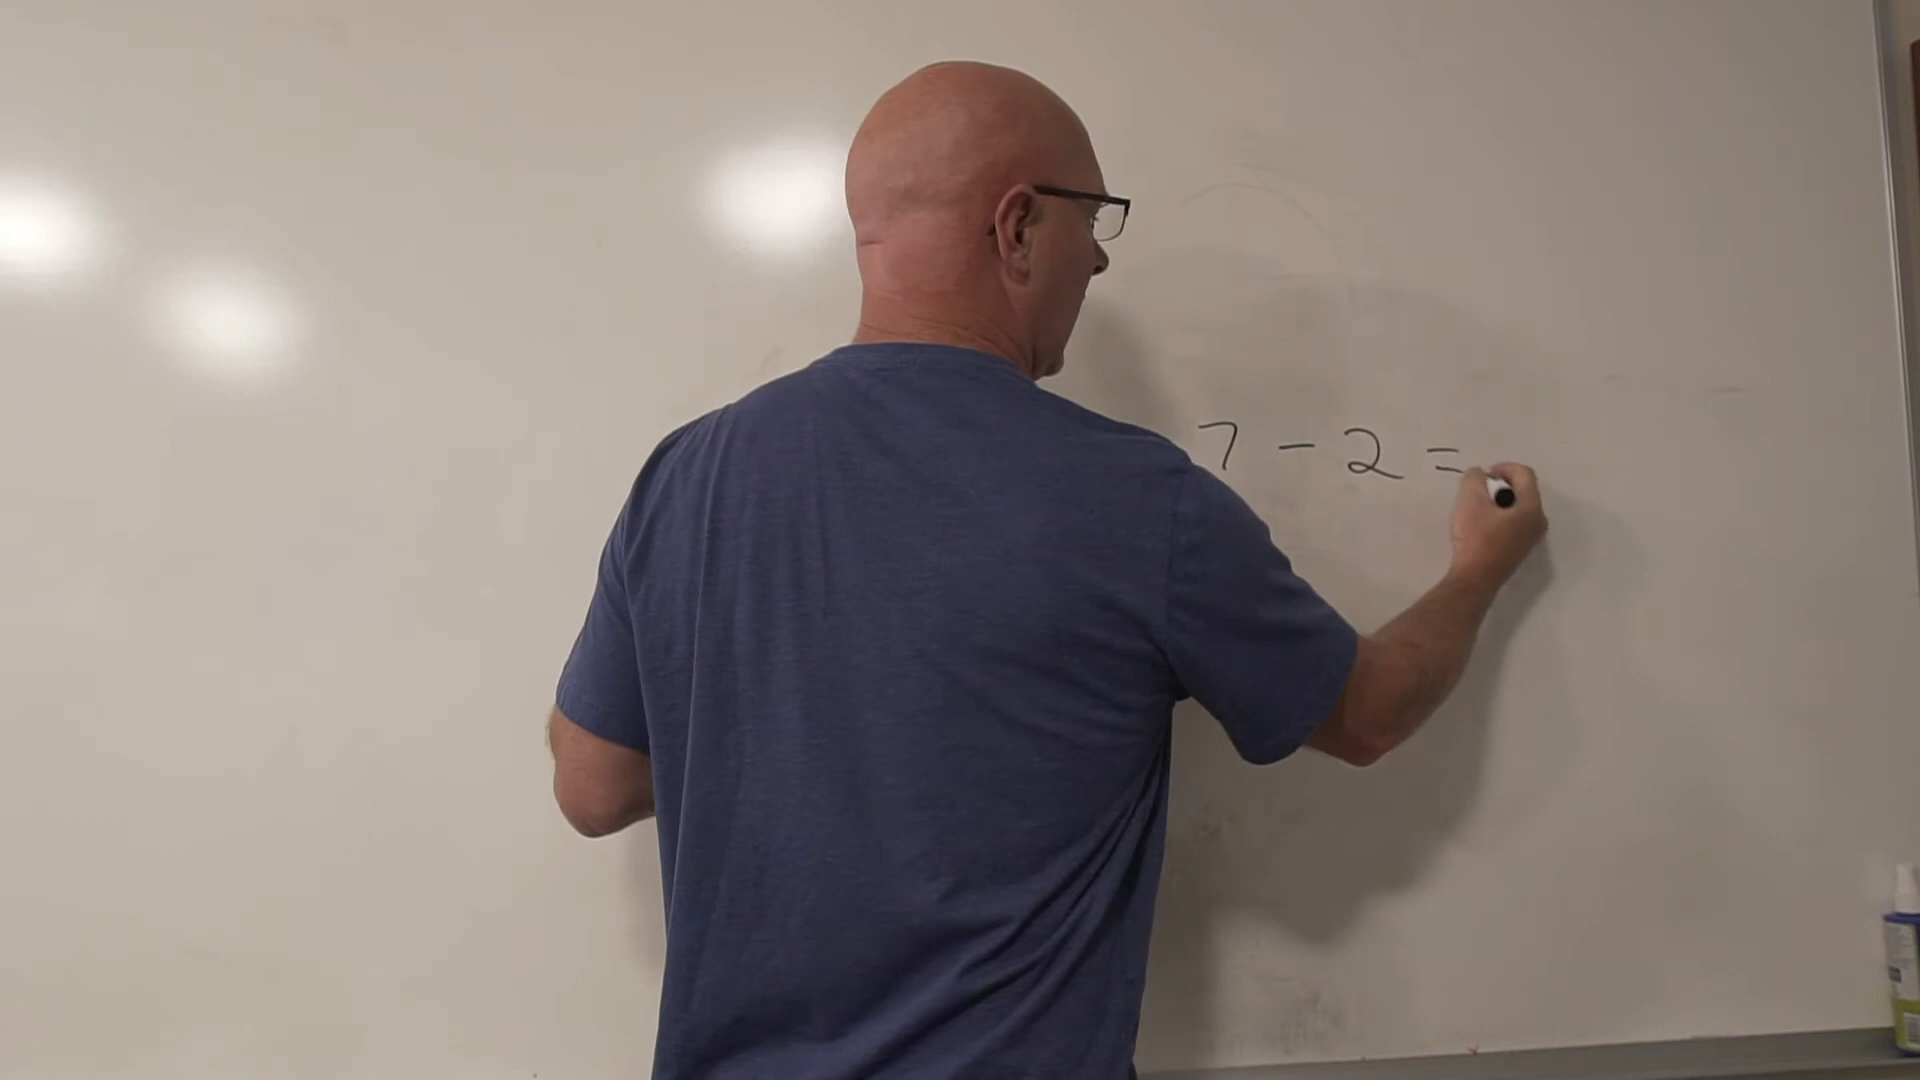 7 - 2 =